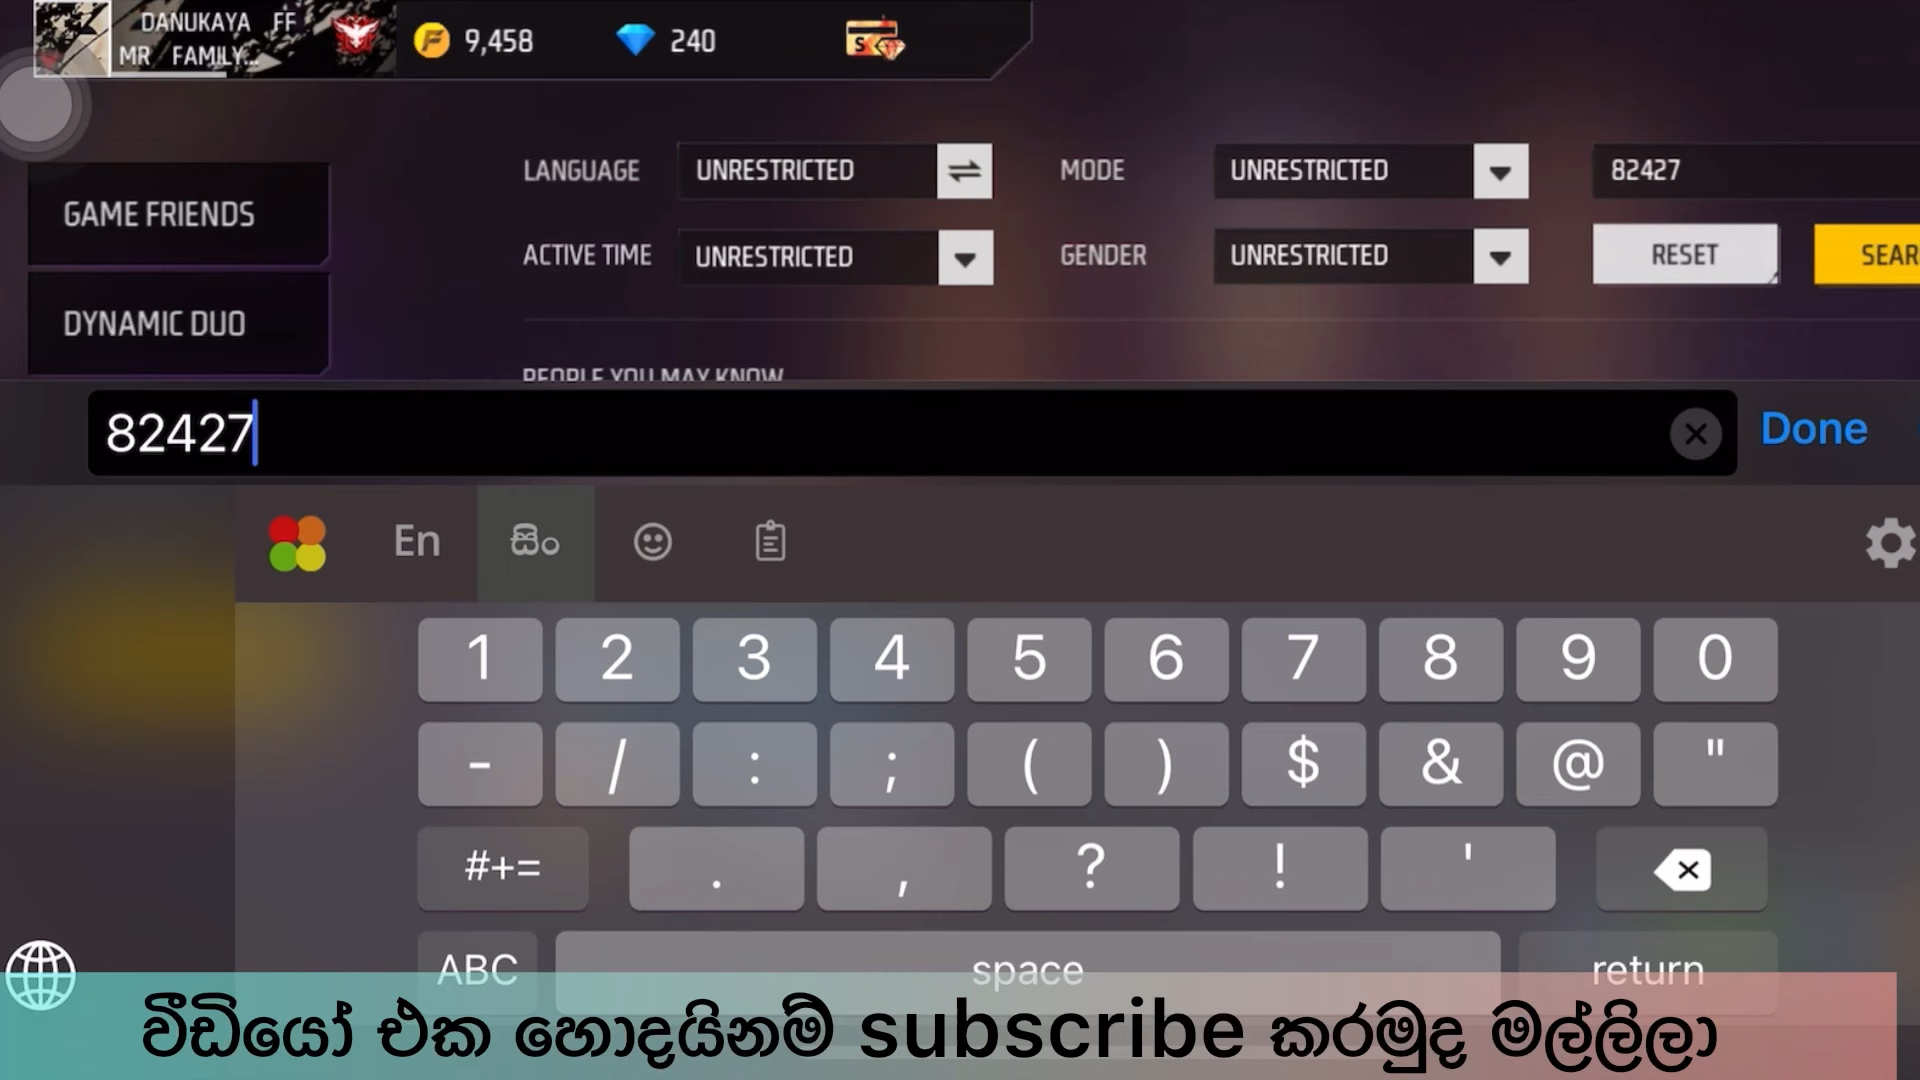 DANUKAYA FF
MR FAMILY...
9,458
240
LANGUAGE UNRESTRICTED MODE UNRESTRICTED 82427
GAME FRIENDS
ACTIVE TIME UNRESTRICTED GENDER UNRESTRICTED RESET SEAR
DYNAMIC DUO
PEOPLE YOU MAY KNOW
82427 Done
En සිං
1 2 3 4 5 6 7 8 9 0
- / : ; ( ) $ & @ "
#+= . , ? ! '
ABC space return
වීඩියෝ එක හොදයිනම් subscribe කරමුද මල්ලිලා